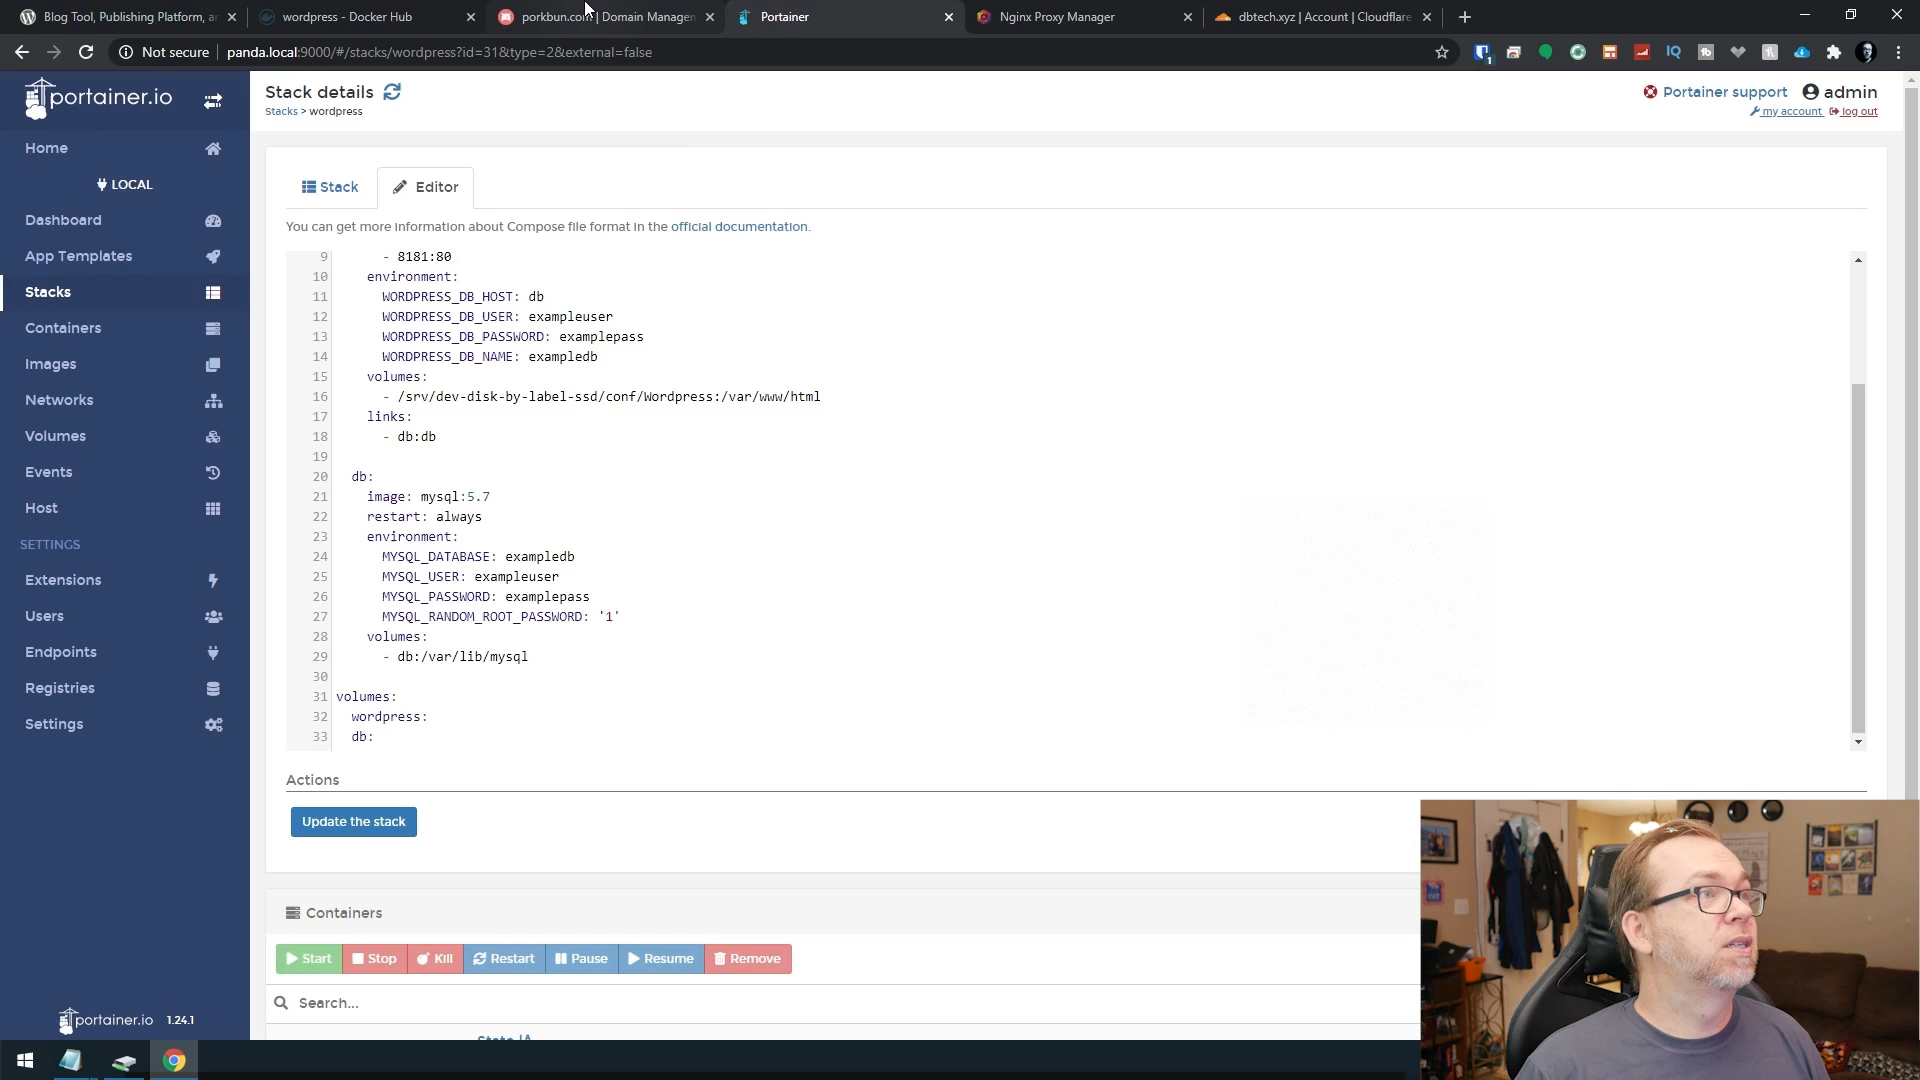 Blog Tool, Publishing Platform, a
wordpress - Docker Hub
porkbun.com | Domain Managem
Portainer
Nginx Proxy Manager
dbtech.xyz | Account | Cloudflare
Not secure
panda.local:9000/#/stacks/wordpress?id=31&type=2&external=false
portainer.io
Home
LOCAL
Dashboard
App Templates
Stacks
Containers
Images
Networks
Volumes
Events
Host
SETTINGS
Extensions
Users
Endpoints
Registries
Settings
portainer.io 1.24.1
Stack details
Stacks > wordpress
Portainer support
admin
my account
log out
Stack
Editor
You can get more information about Compose file format in the official documentation.
9 - 8181:80
10 environment:
11 WORDPRESS_DB_HOST: db
12 WORDPRESS_DB_USER: exampleuser
13 WORDPRESS_DB_PASSWORD: examplepass
14 WORDPRESS_DB_NAME: exampledb
15 volumes:
16 - /srv/dev-disk-by-label-ssd/conf/Wordpress:/var/www/html
17 links:
18 - db:db
19
20 db:
21 image: mysql:5.7
22 restart: always
23 environment:
24 MYSQL_DATABASE: exampledb
25 MYSQL_USER: exampleuser
26 MYSQL_PASSWORD: examplepass
27 MYSQL_RANDOM_ROOT_PASSWORD: '1'
28 volumes:
29 - db:/var/lib/mysql
30
31 volumes:
32 wordpress:
33 db:
Actions
Update the stack
Containers
Start
Stop
Kill
Restart
Pause
Resume
Remove
Search...